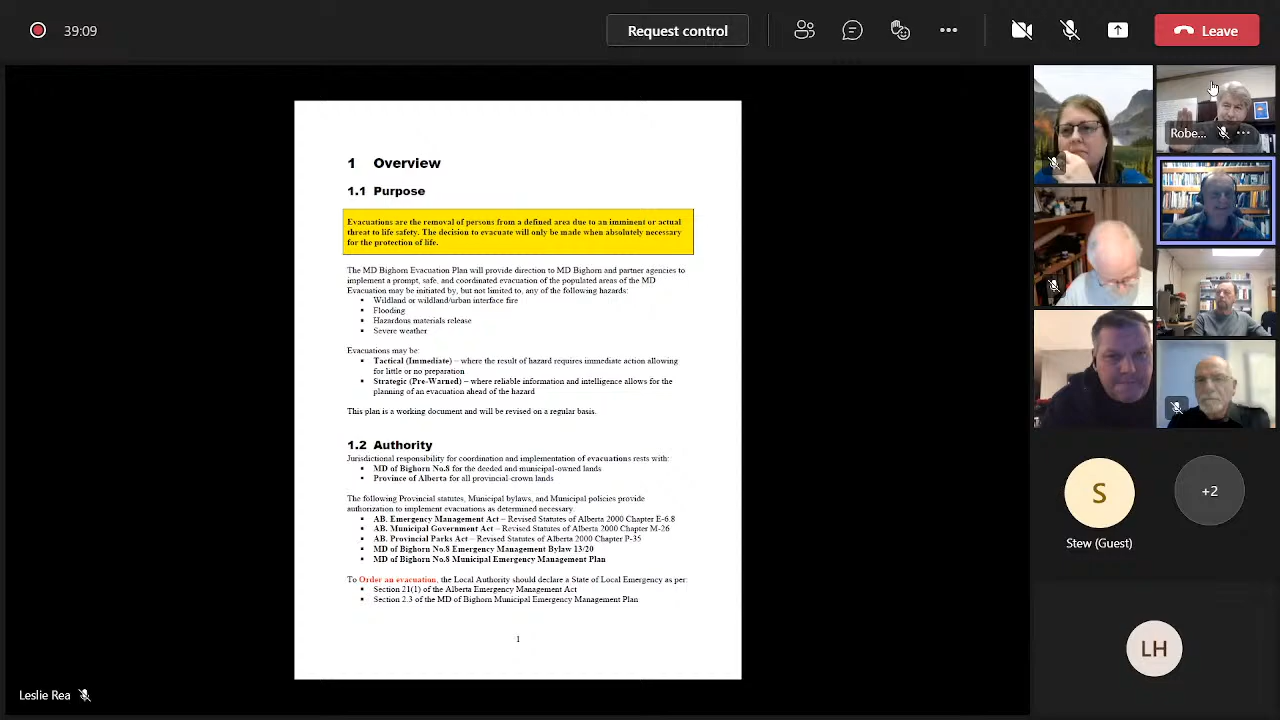 39:09
Request control
Leave
1 Overview
1.1 Purpose
Evacuations are the removal of persons from a defined area due to an imminent or actual
threat to life safety. The decision to evacuate will only be made when absolutely necessary
for the protection of life.
The MD Bighorn Evacuation Plan will provide direction to MD Bighorn and partner agencies to
implement a prompt, safe, and coordinated evacuation of the populated areas of the MD
Evacuation may be initiated by, but not limited to, any of the following hazards:
▪ Wildland or wildland/urban interface fire
▪ Flooding
▪ Hazardous materials release
▪ Severe weather
Evacuations may be:
▪ Tactical (Immediate) – where the result of hazard requires immediate action allowing
for little or no preparation
▪ Strategic (Pre-Warned) – where reliable information and intelligence allows for the
planning of an evacuation ahead of the hazard
This plan is a working document and will be revised on a regular basis.
1.2 Authority
Jurisdictional responsibility for coordination and implementation of evacuations rests with:
▪ MD of Bighorn No.8 for the deeded and municipal-owned lands
▪ Province of Alberta for all provincial-crown lands
The following Provincial statutes, Municipal bylaws, and Municipal policies provide
authorization to implement evacuations as determined necessary.
▪ AB. Emergency Management Act – Revised Statutes of Alberta 2000 Chapter E-6.8
▪ AB. Municipal Government Act – Revised Statutes of Alberta 2000 Chapter M-26
▪ AB. Provincial Parks Act – Revised Statutes of Alberta 2000 Chapter P-35
▪ MD of Bighorn No.8 Emergency Management Bylaw 13/20
▪ MD of Bighorn No.8 Municipal Emergency Management Plan
To Order an evacuation, the Local Authority should declare a State of Local Emergency as per:
▪ Section 21(1) of the Alberta Emergency Management Act
▪ Section 2.3 of the MD of Bighorn Municipal Emergency Management Plan
1
Robe...
S
+2
Stew (Guest)
LH
Leslie Rea